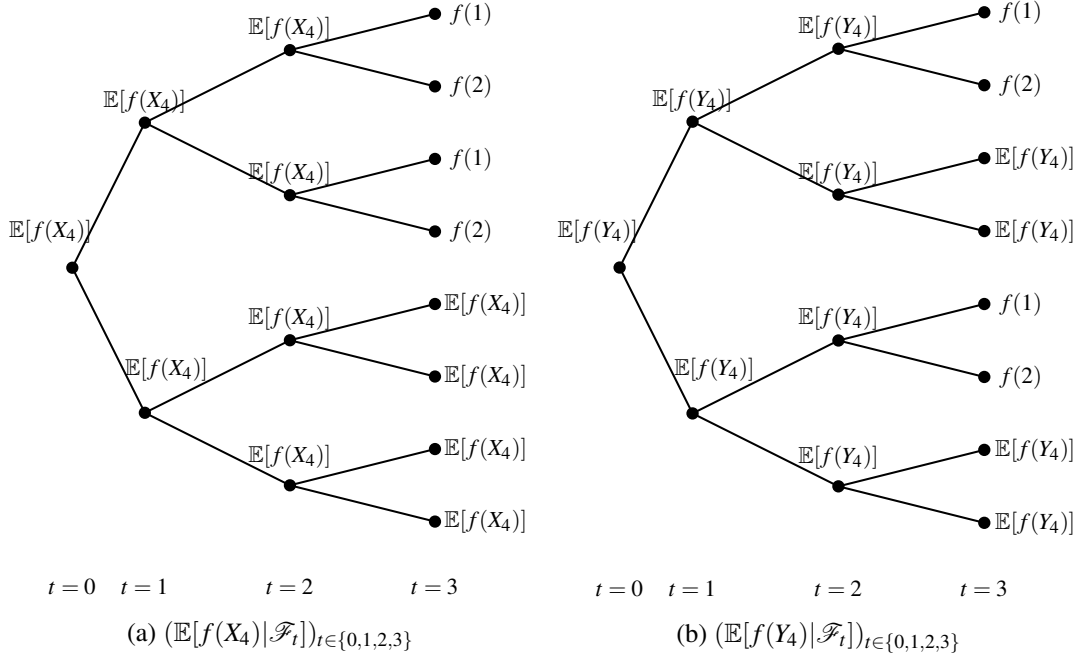 𝔼[f(X₄)]
𝔼[f(X₄)]
𝔼[f(X₄)]
f(1)
f(2)
𝔼[f(X₄)]
f(1)
f(2)
𝔼[f(X₄)]
𝔼[f(X₄)]
𝔼[f(X₄)]
𝔼[f(X₄)]
𝔼[f(X₄)]
𝔼[f(X₄)]
𝔼[f(X₄)]
t = 0 t = 1 t = 2 t = 3
(a) (𝔼[f(X₄)|ℱₜ])ₜ∈{0,1,2,3}
𝔼[f(Y₄)]
𝔼[f(Y₄)]
𝔼[f(Y₄)]
f(1)
f(2)
𝔼[f(Y₄)]
𝔼[f(Y₄)]
𝔼[f(Y₄)]
𝔼[f(Y₄)]
𝔼[f(Y₄)]
f(1)
f(2)
𝔼[f(Y₄)]
𝔼[f(Y₄)]
𝔼[f(Y₄)]
t = 0 t = 1 t = 2 t = 3
(b) (𝔼[f(Y₄)|ℱₜ])ₜ∈{0,1,2,3}